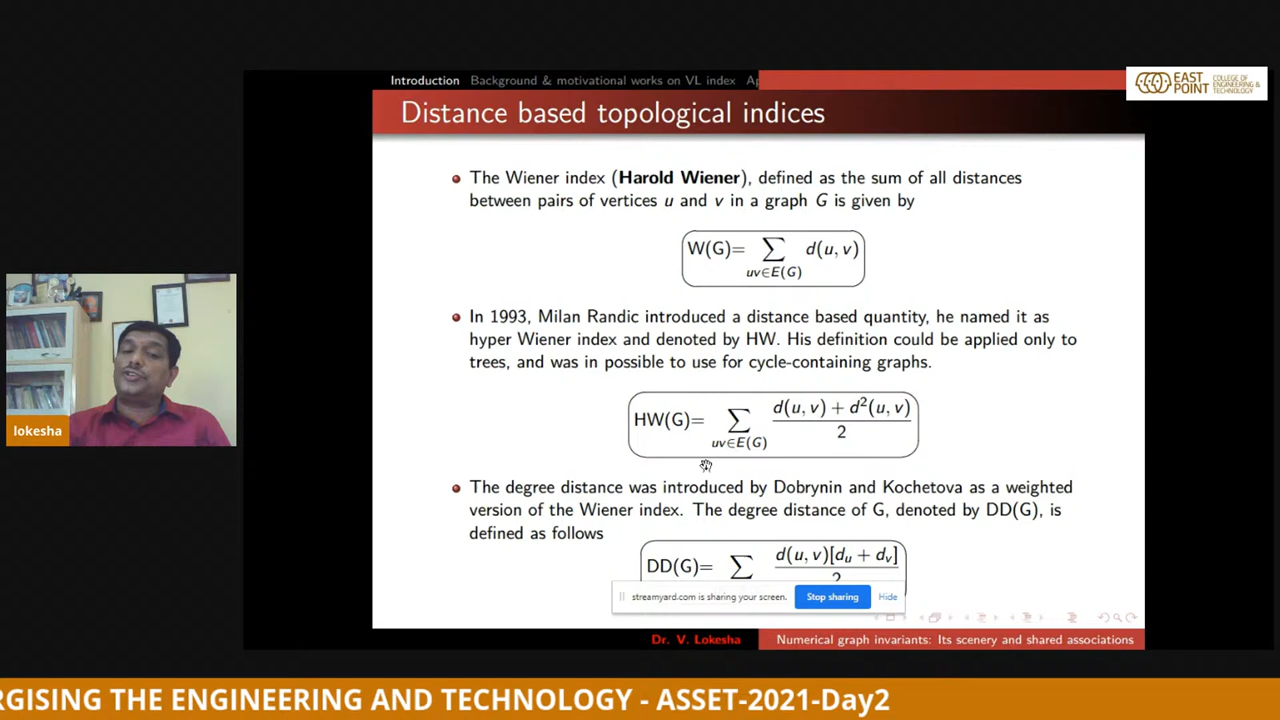 Introduction Background & motivational works on VL index Ap
EAST POINT
COLLEGE OF ENGINEERING & TECHNOLOGY
Distance based topological indices
The Wiener index (Harold Wiener), defined as the sum of all distances
between pairs of vertices u and v in a graph G is given by
W(G)= ∑ d(u, v)
uv∈E(G)
In 1993, Milan Randic introduced a distance based quantity, he named it as
hyper Wiener index and denoted by HW. His definition could be applied only to
trees, and was in possible to use for cycle-containing graphs.
HW(G)= ∑ d(u, v) + d²(u, v)
uv∈E(G) 2
lokesha
The degree distance was introduced by Dobrynin and Kochetova as a weighted
version of the Wiener index. The degree distance of G, denoted by DD(G), is
defined as follows
DD(G)= ∑ d(u, v)[dᵤ + dᵥ]
2
streamyard.com is sharing your screen. Stop sharing Hide
Dr. V. Lokesha Numerical graph invariants: Its scenery and shared associations
RGISING THE ENGINEERING AND TECHNOLOGY - ASSET-2021-Day2